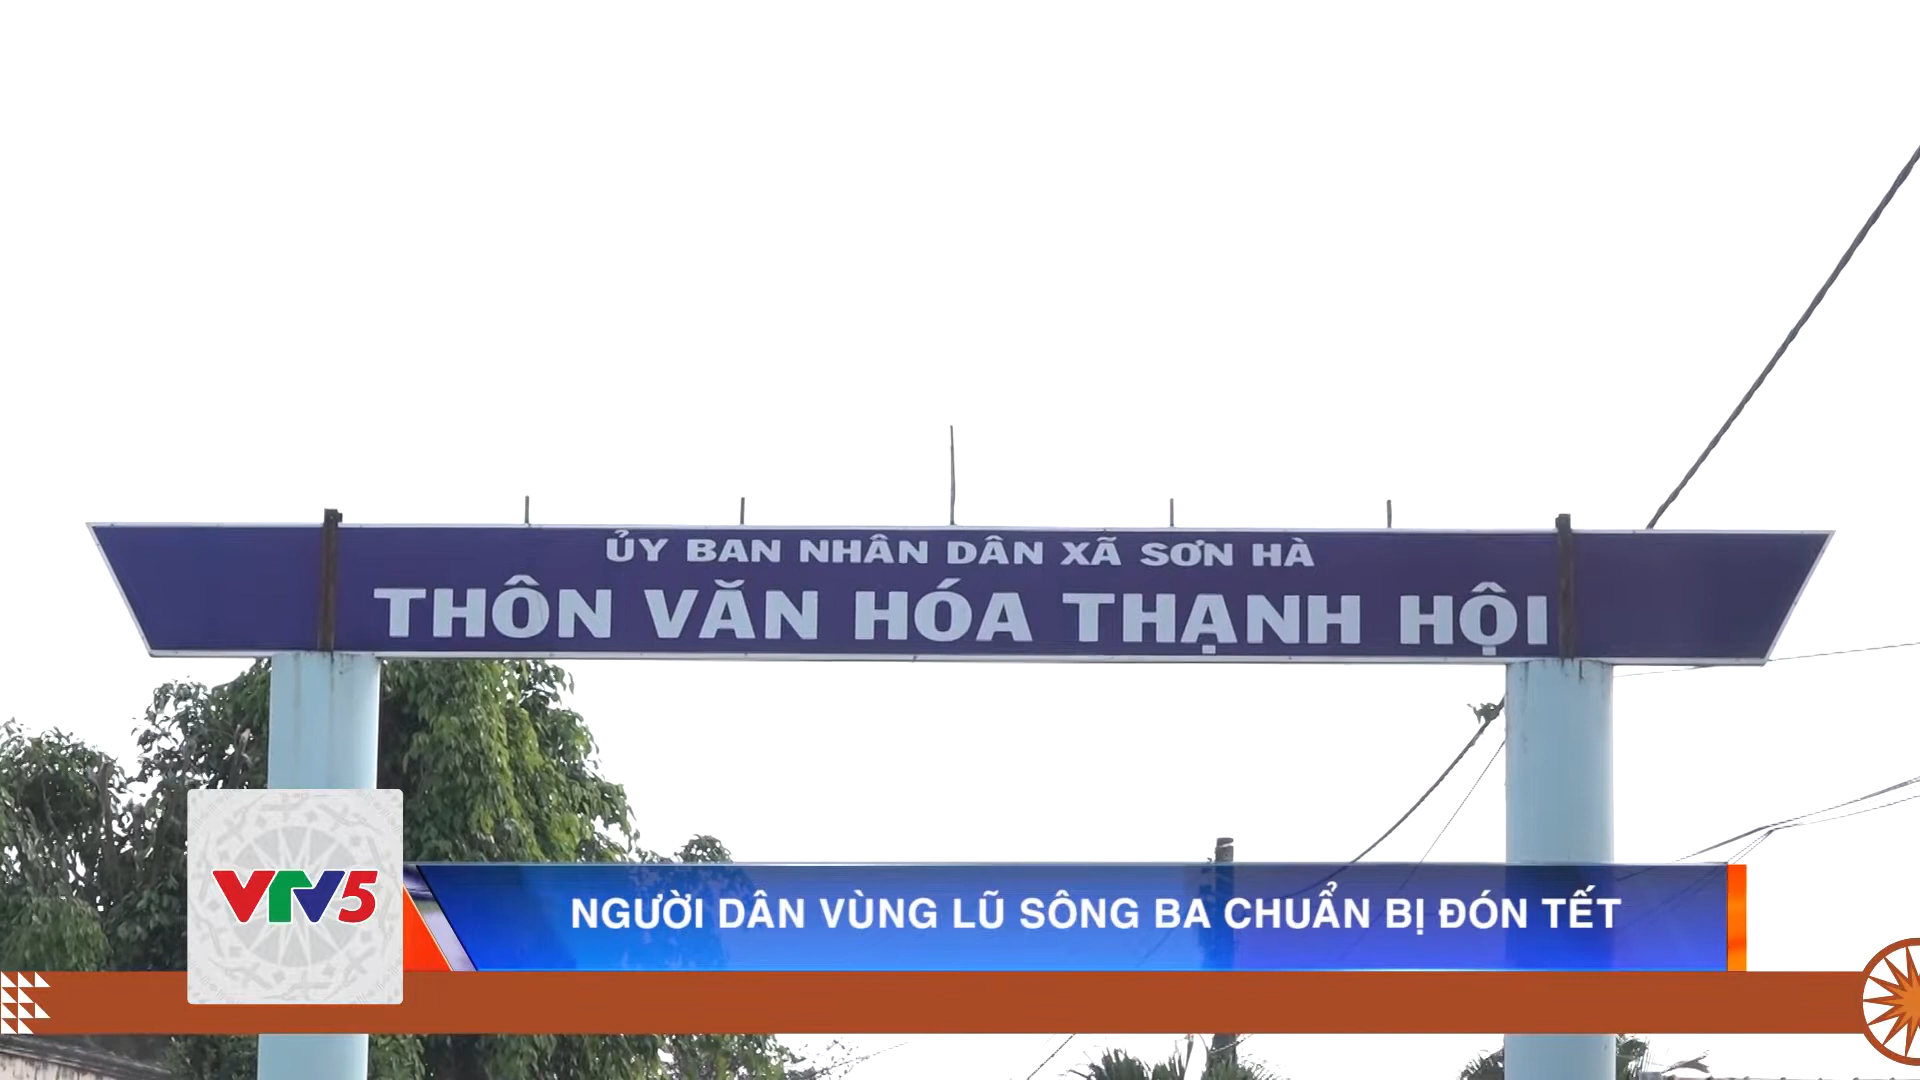 ỦY BAN NHÂN DÂN XÃ SƠN HÀ
THÔN VĂN HÓA THẠNH HỘI
VTV5
NGƯỜI DÂN VÙNG LŨ SÔNG BA CHUẨN BỊ ĐÓN TẾT